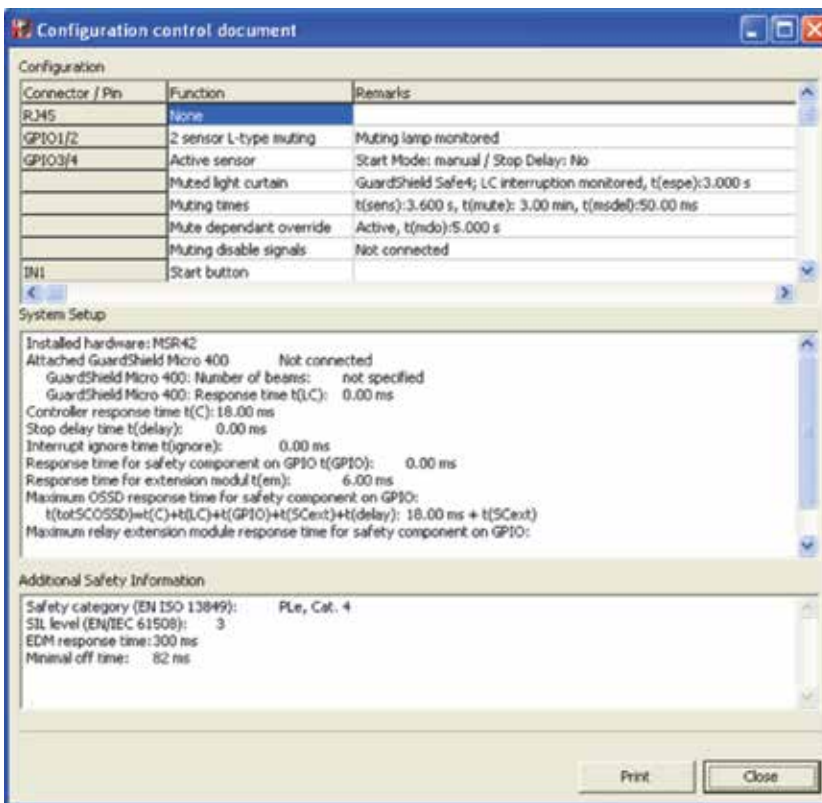 Configuration control document
Configuration
Connector / Pin Function Remarks
RJ45 None
GPIO1/2 2 sensor L-type muting Muting lamp monitored
GPIO3/4 Active sensor Start Mode: manual / Stop Delay: No
Muted light curtain GuardShield Safe4; LC interruption monitored, t(espe):3.000 s
Muting times t(sens):3.600 s, t(mute): 3.00 min, t(msdel):50.00 ms
Mute dependant override Active, t(mdo):5.000 s
Muting disable signals Not connected
IN1 Start button
System Setup
Installed hardware: MSR42
Attached GuardShield Micro 400 Not connected
GuardShield Micro 400: Number of beams: not specified
GuardShield Micro 400: Response time t(LC): 0.00 ms
Controller response time t(C): 18.00 ms
Stop delay time t(delay): 0.00 ms
Interrupt ignore time t(ignore): 0.00 ms
Response time for safety component on GPIO t(GPIO): 0.00 ms
Response time for extension modul t(em): 6.00 ms
Maximum OSSD response time for safety component on GPIO:
t(totSCOSSD)=t(C)+t(LC)+t(GPIO)+t(SCext)+t(delay): 18.00 ms + t(SCext)
Maximum relay extension module response time for safety component on GPIO:
Additional Safety Information
Safety category (EN ISO 13849): PLe, Cat. 4
SIL level (EN/IEC 61508): 3
EDM response time: 300 ms
Minimal off time: 82 ms
Print Close